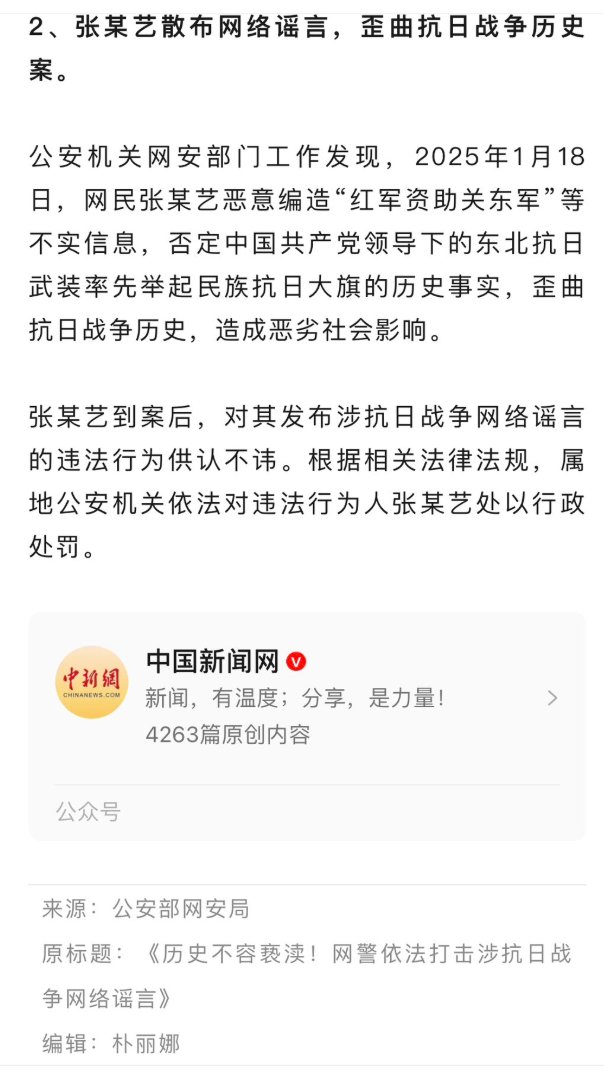 2、张某艺散布网络谣言，歪曲抗日战争历史
案。
公安机关网安部门工作发现，2025年1月18
日，网民张某艺恶意编造“红军资助关东军”等
不实信息，否定中国共产党领导下的东北抗日
武装率先举起民族抗日大旗的历史事实，歪曲
抗日战争历史，造成恶劣社会影响。
张某艺到案后，对其发布涉抗日战争网络谣言
的违法行为供认不讳。根据相关法律法规，属
地公安机关依法对违法行为人张某艺处以行政
处罚。
中新網
CHINANEWS.COM
中国新闻网
新闻，有温度；分享，是力量！
4263篇原创内容
公众号
来源：公安部网安局
原标题：《历史不容亵渎！网警依法打击涉抗日战
争网络谣言》
编辑：朴丽娜